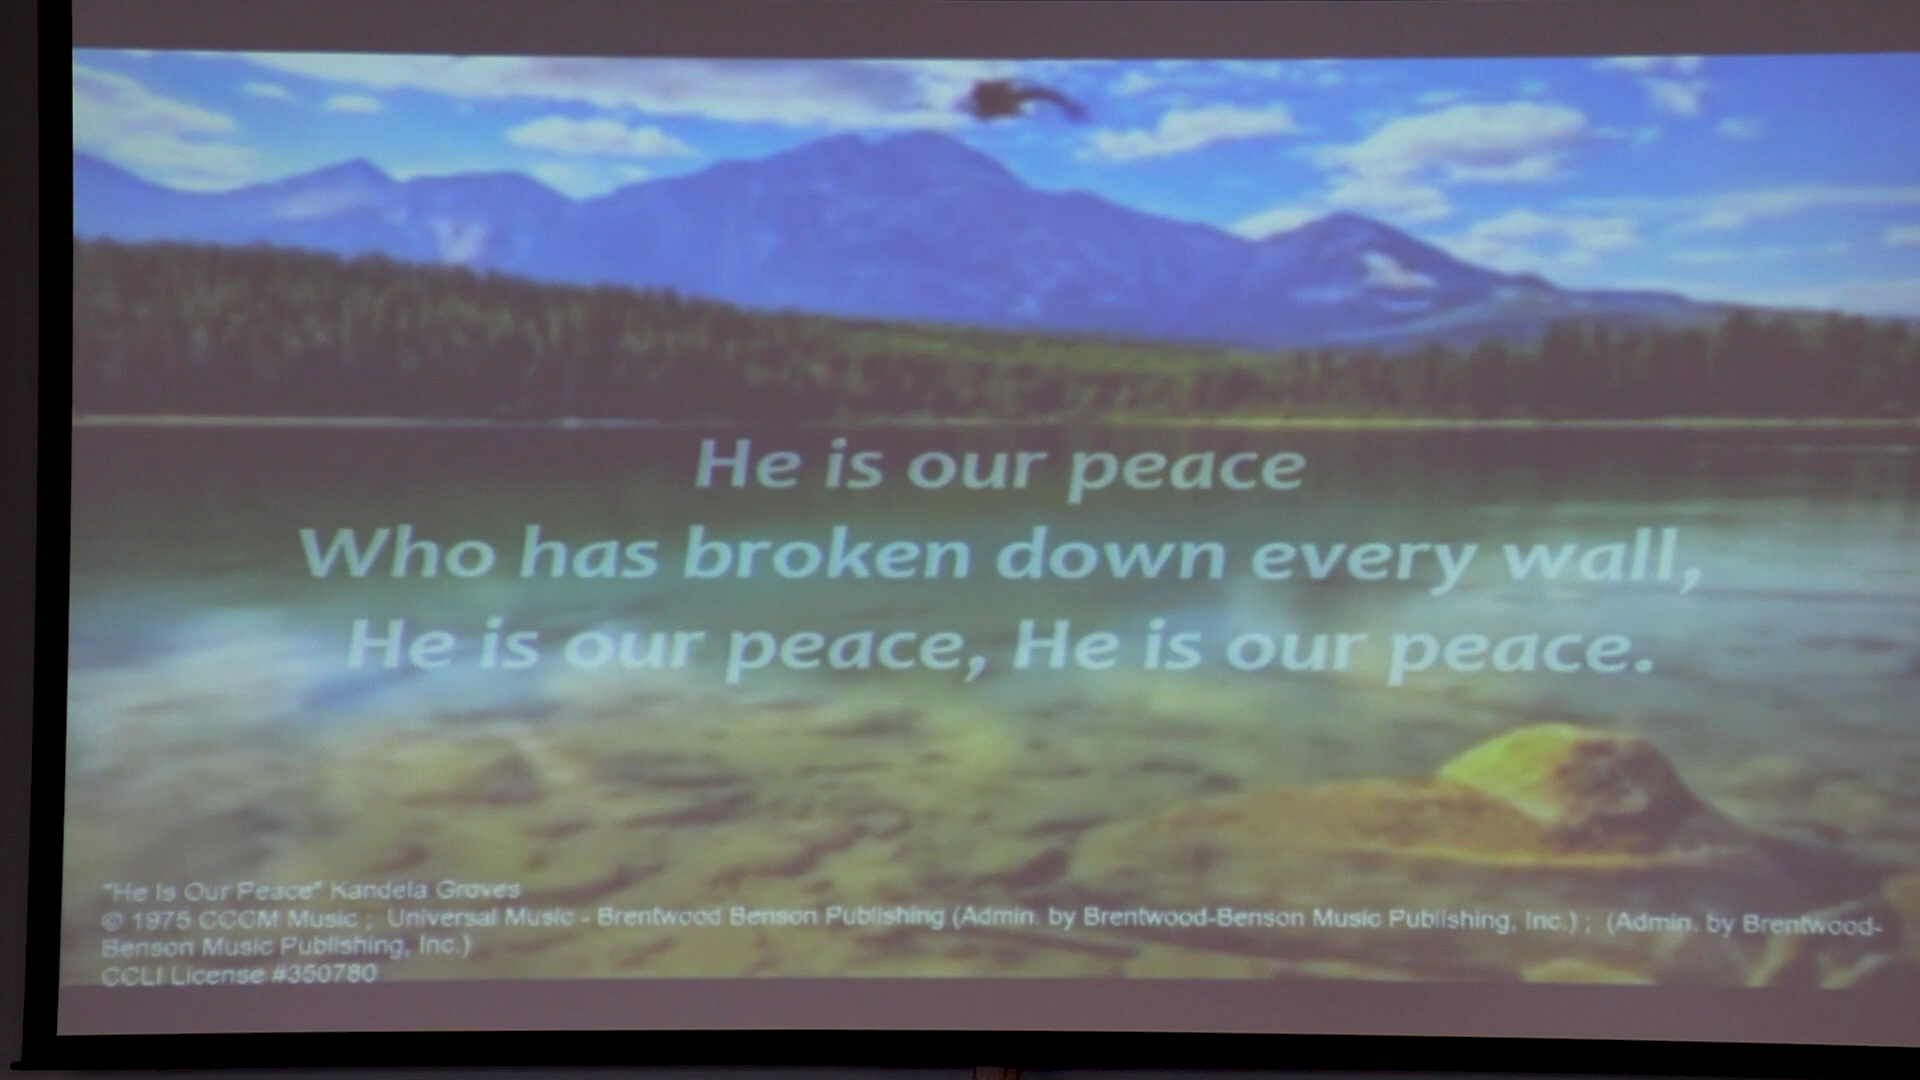 He is our peace
Who has broken down every wall,
He is our peace, He is our peace.
"He Is Our Peace" Kandela Groves
© 1975 CCCM Music ; Universal Music - Brentwood Benson Publishing (Admin. by Brentwood-Benson Music Publishing, Inc.) ; (Admin. by Brentwood-
Benson Music Publishing, Inc.)
CCLI License #350780